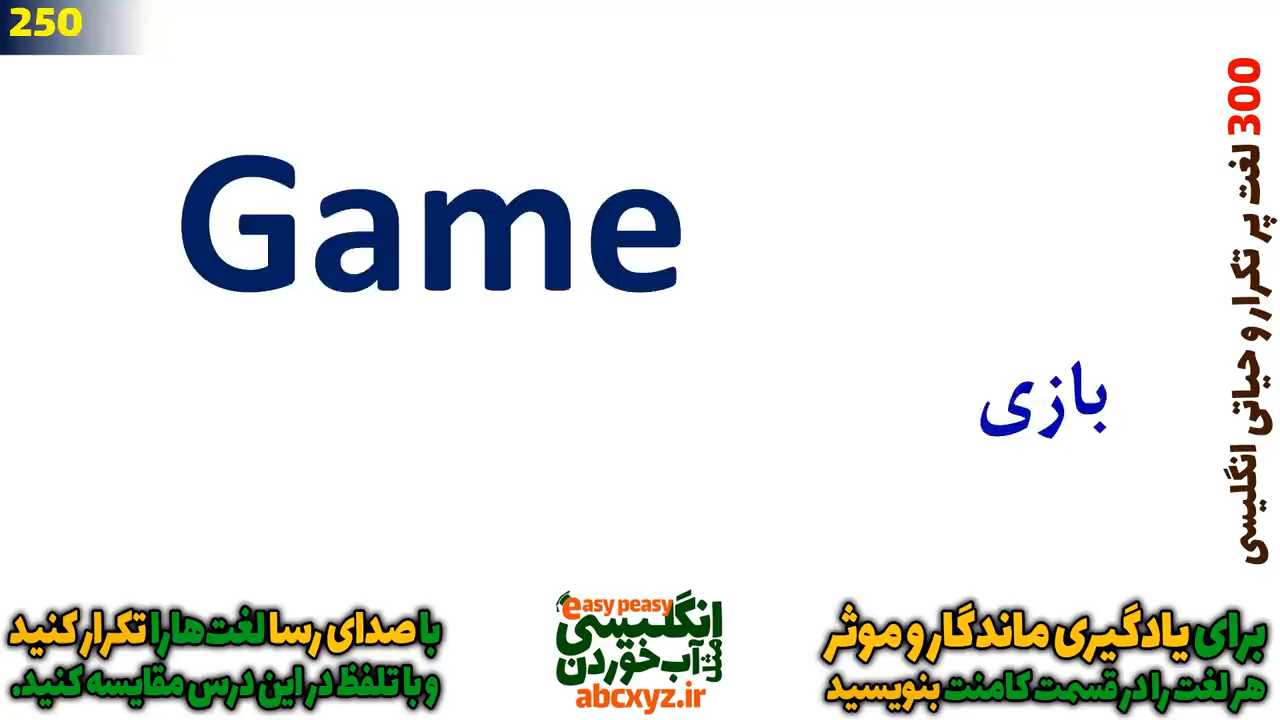 250
Game
بازی
300 لغت پر تکرار و حیاتی انگلیسی
برای یادگیری ماندگار و موثر
هر لغت را در قسمت کامنت بنویسید
easy peasy
انگلیسی
مثل آب خوردن
abcxyz.ir
با صدای رسا لغت‌ها را تکرار کنید
و با تلفظ در این درس مقایسه کنید.